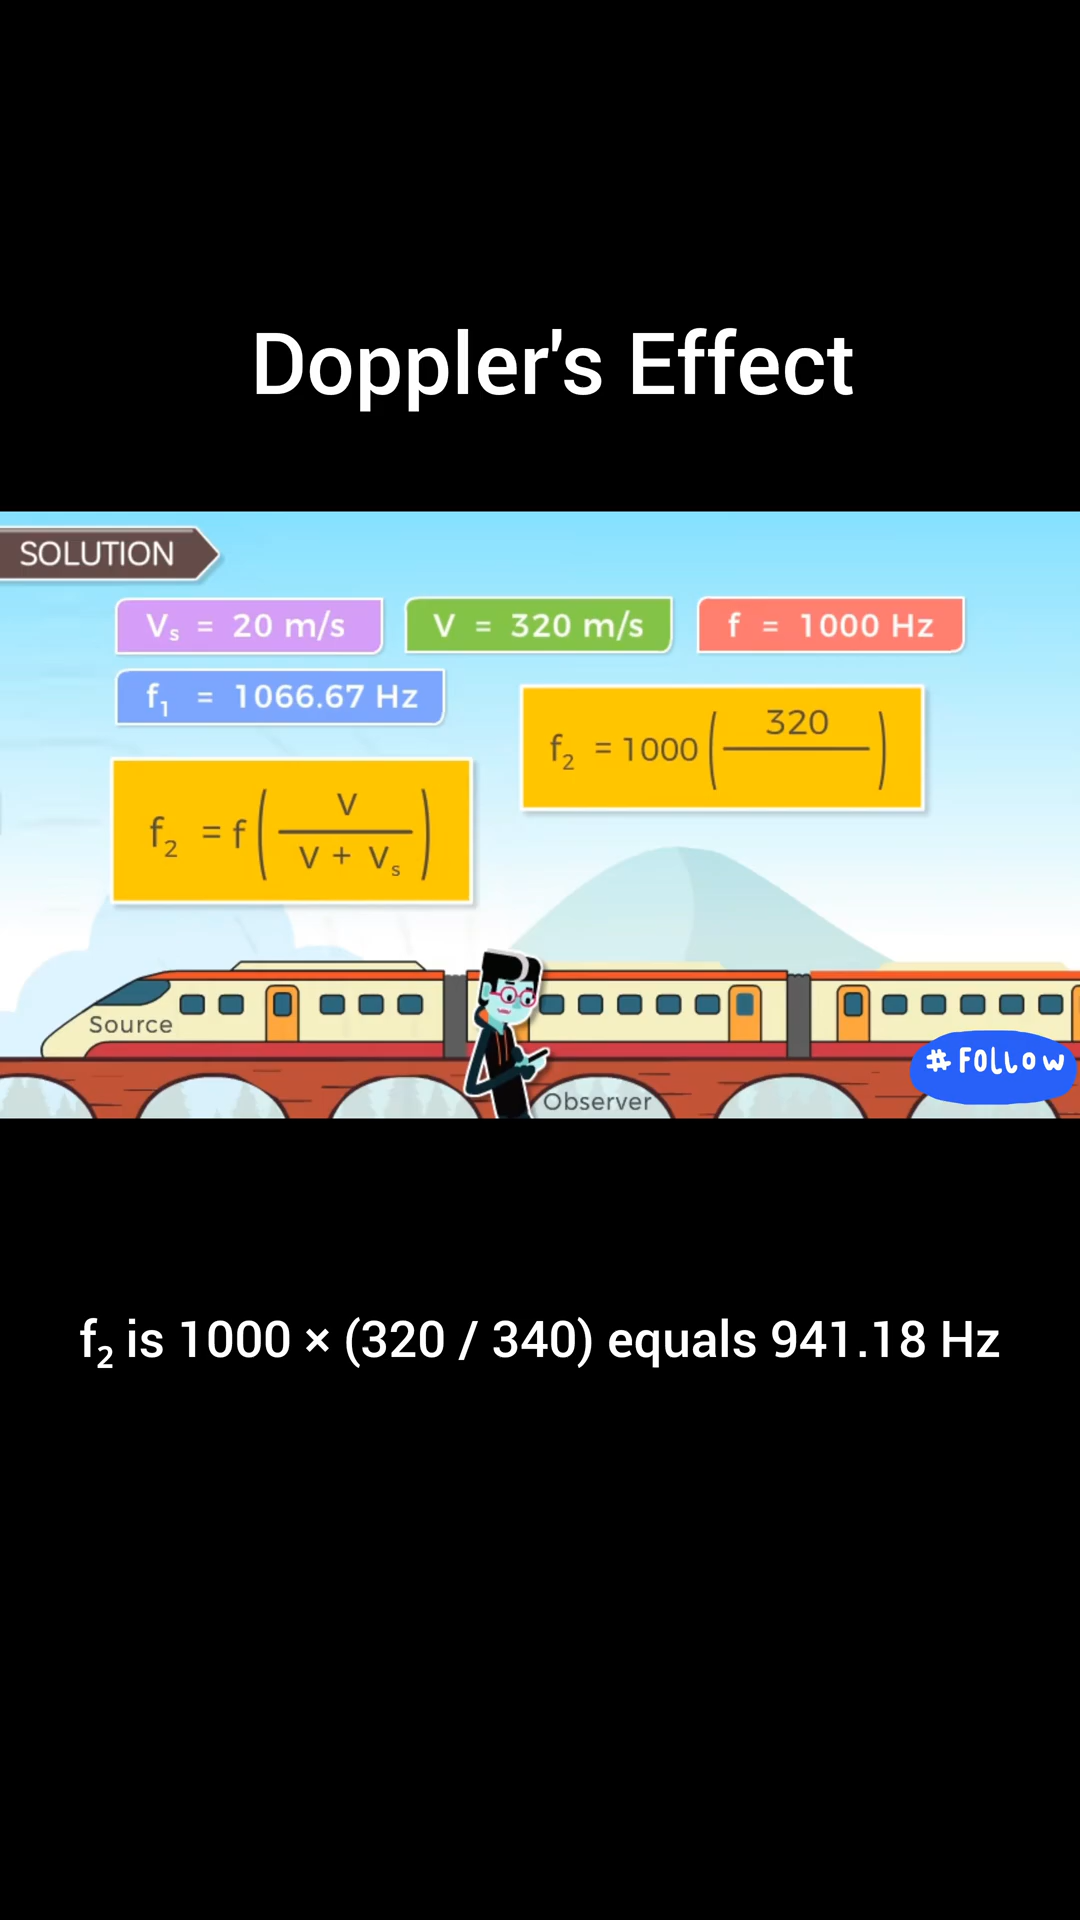 Doppler's Effect
SOLUTION
Vₛ = 20 m/s
V = 320 m/s
f = 1000 Hz
f₁ = 1066.67 Hz
f₂ = 1000 ( 320 / )
f₂ = f ( V / V + Vₛ )
Source
#FOLLOW
Observer
f₂ is 1000 × (320 / 340) equals 941.18 Hz